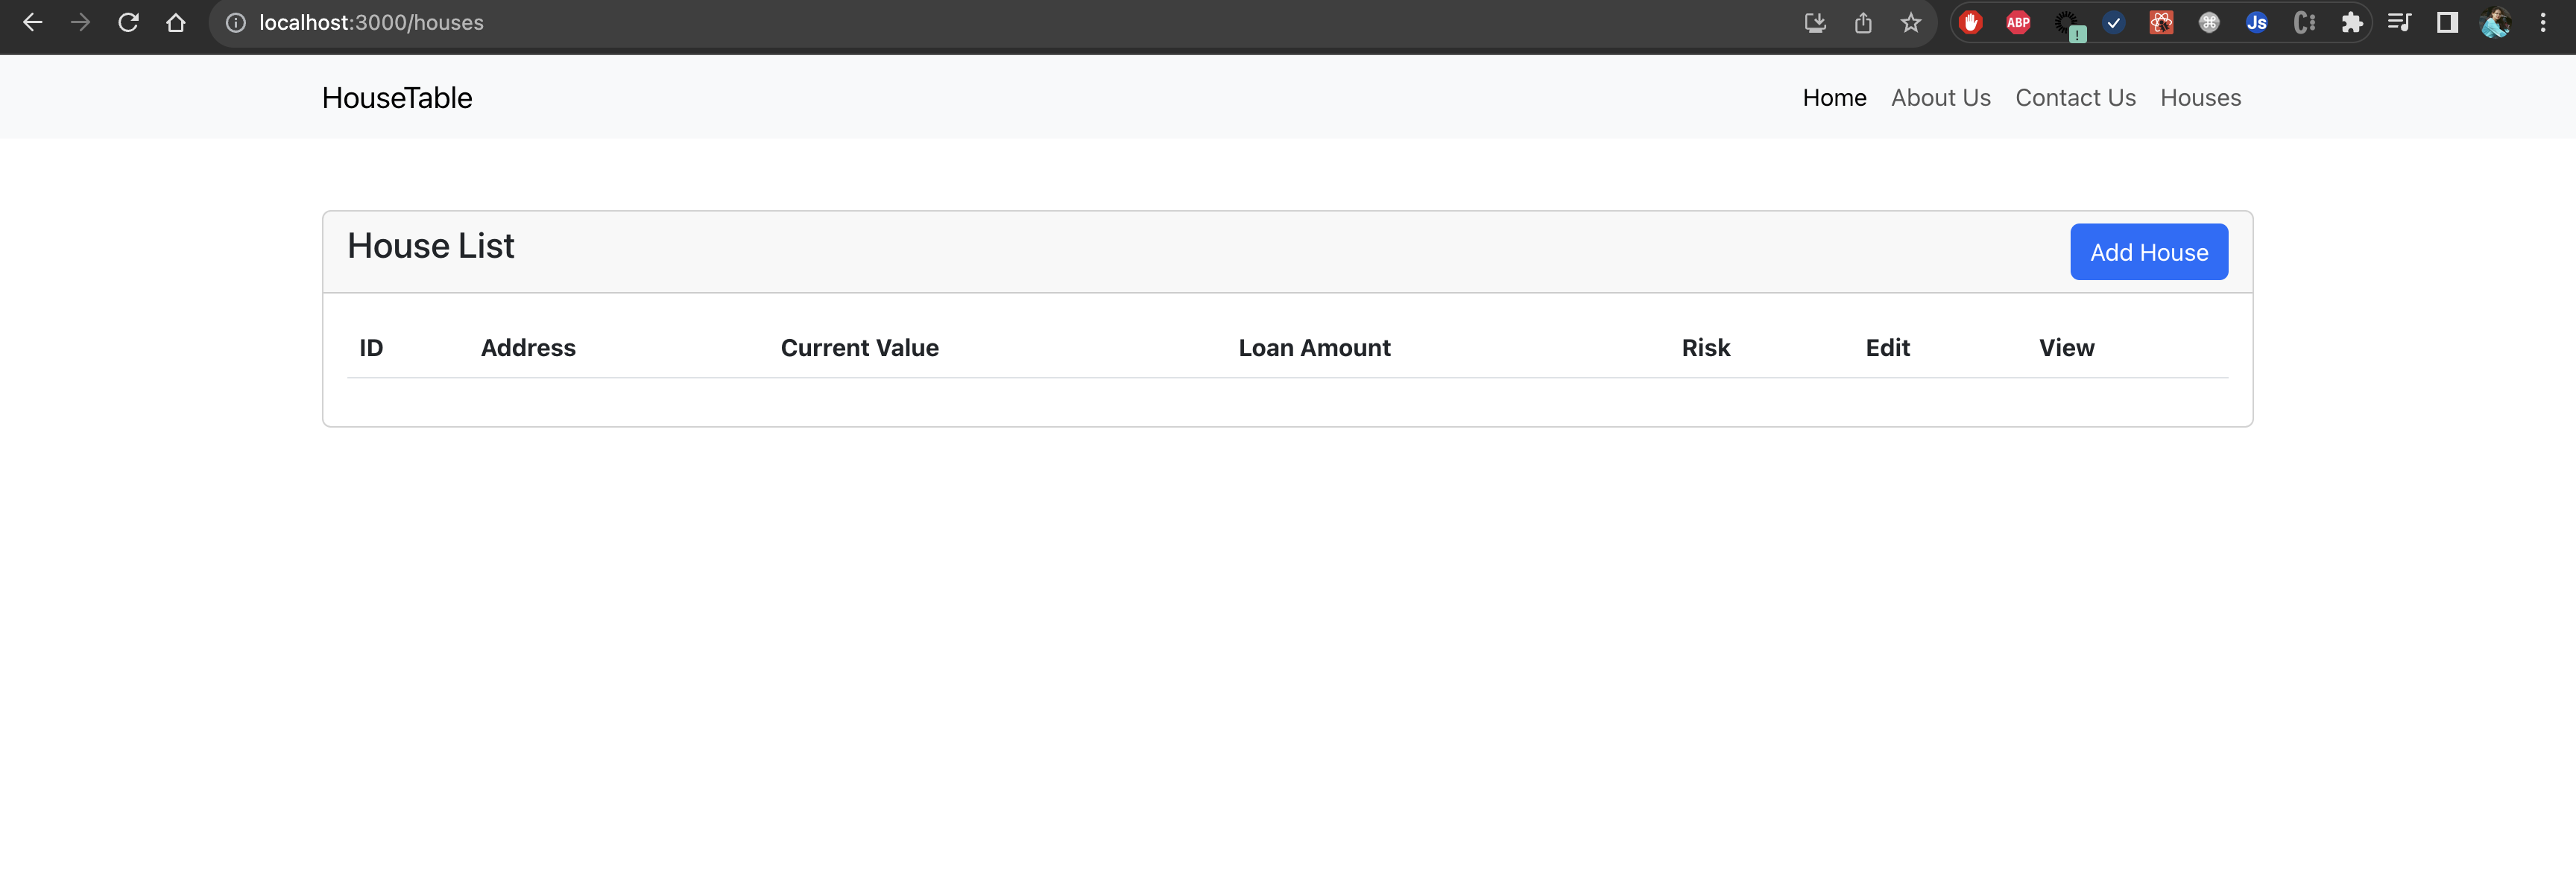 localhost:3000/houses
ABP
!
Js
HouseTable
Home About Us Contact Us Houses
House List
Add House
ID Address Current Value Loan Amount Risk Edit View